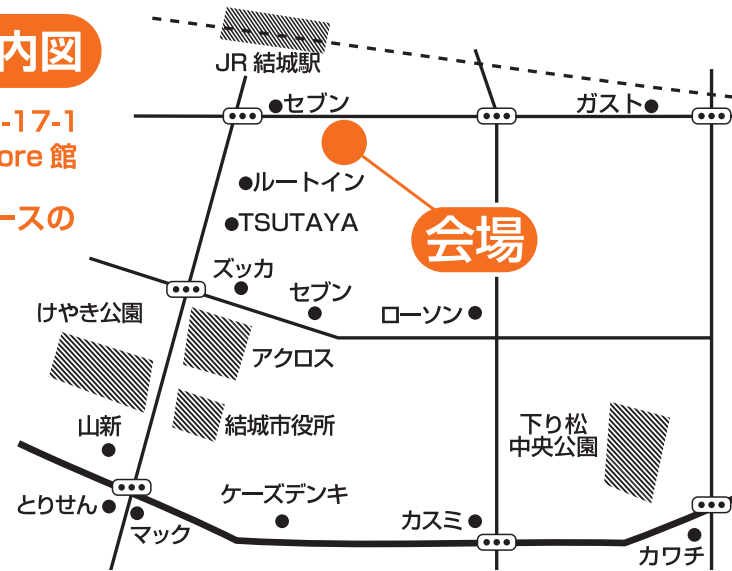 内図
-17-1
ore 館
ースの
JR 結城駅
セブン
ガスト
ルートイン
TSUTAYA
会場
ズッカ
セブン
ローソン
けやき公園
アクロス
山新
結城市役所
下り松
中央公園
とりせん
マック
ケーズデンキ
カスミ
カワチ